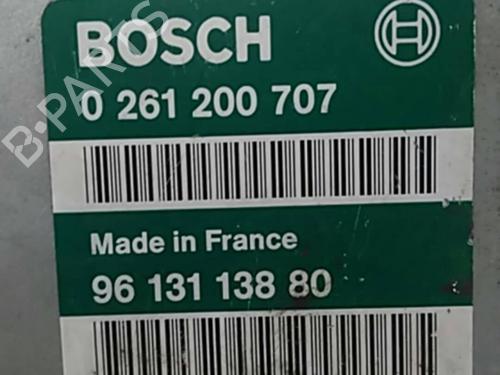 BOSCH
0 261 200 707
Made in France
96 131 138 80
B-PARTS